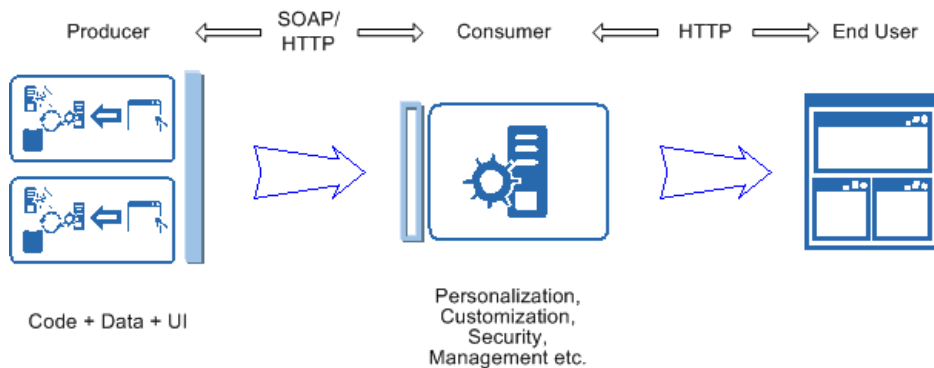 Producer
SOAP/
HTTP
Consumer
HTTP
End User
Code + Data + UI
Personalization,
Customization,
Security,
Management etc.